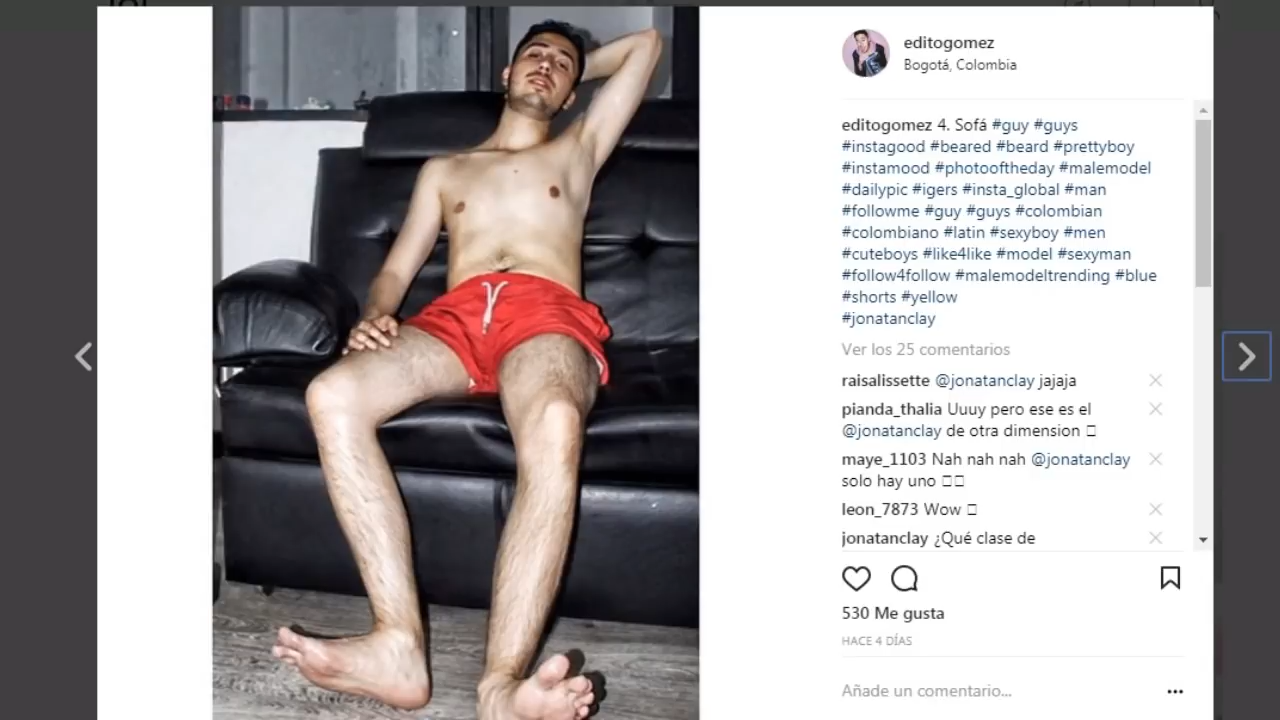 editogomez
Bogotá, Colombia
editogomez 4. Sofá #guy #guys
#instagood #beared #beard #prettyboy
#instamood #photooftheday #malemodel
#dailypic #igers #insta_global #man
#followme #guy #guys #colombian
#colombiano #latin #sexyboy #men
#cuteboys #like4like #model #sexyman
#follow4follow #malemodeltrending #blue
#shorts #yellow
#jonatanclay
Ver los 25 comentarios
raisalissette @jonatanclay jajaja
pianda_thalia Uuuy pero ese es el
@jonatanclay de otra dimension
maye_1103 Nah nah nah @jonatanclay
solo hay uno
leon_7873 Wow
jonatanclay ¿Qué clase de
530 Me gusta
HACE 4 DÍAS
Añade un comentario...